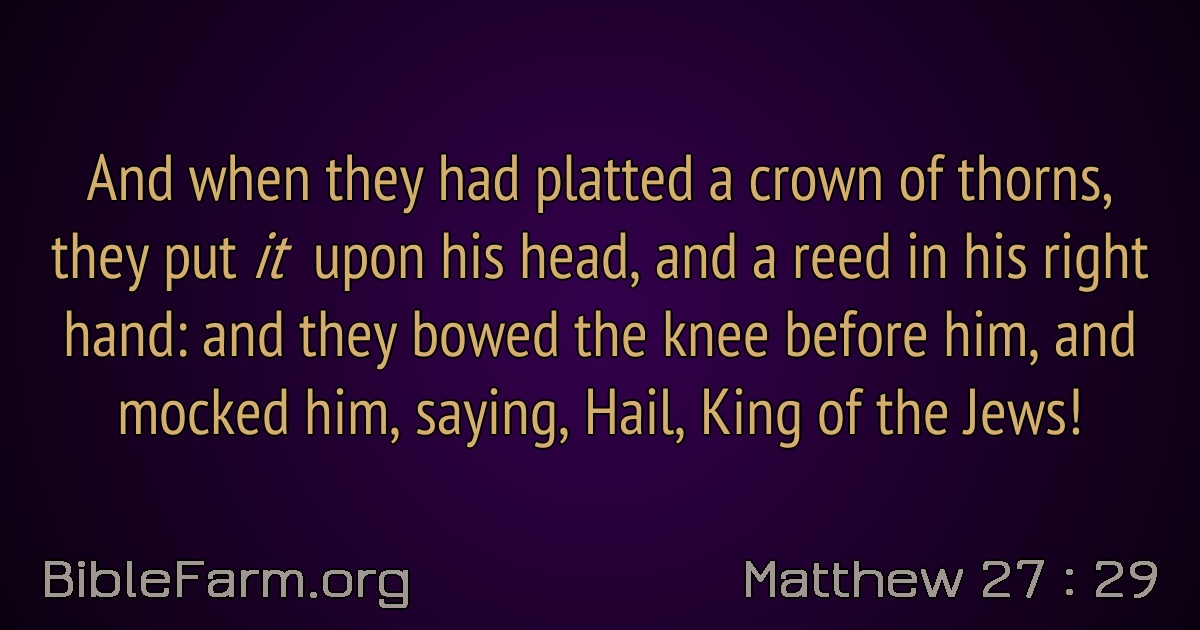 And when they had platted a crown of thorns,
they put it upon his head, and a reed in his right
hand: and they bowed the knee before him, and
mocked him, saying, Hail, King of the Jews!
BibleFarm.org
Matthew 27 : 29